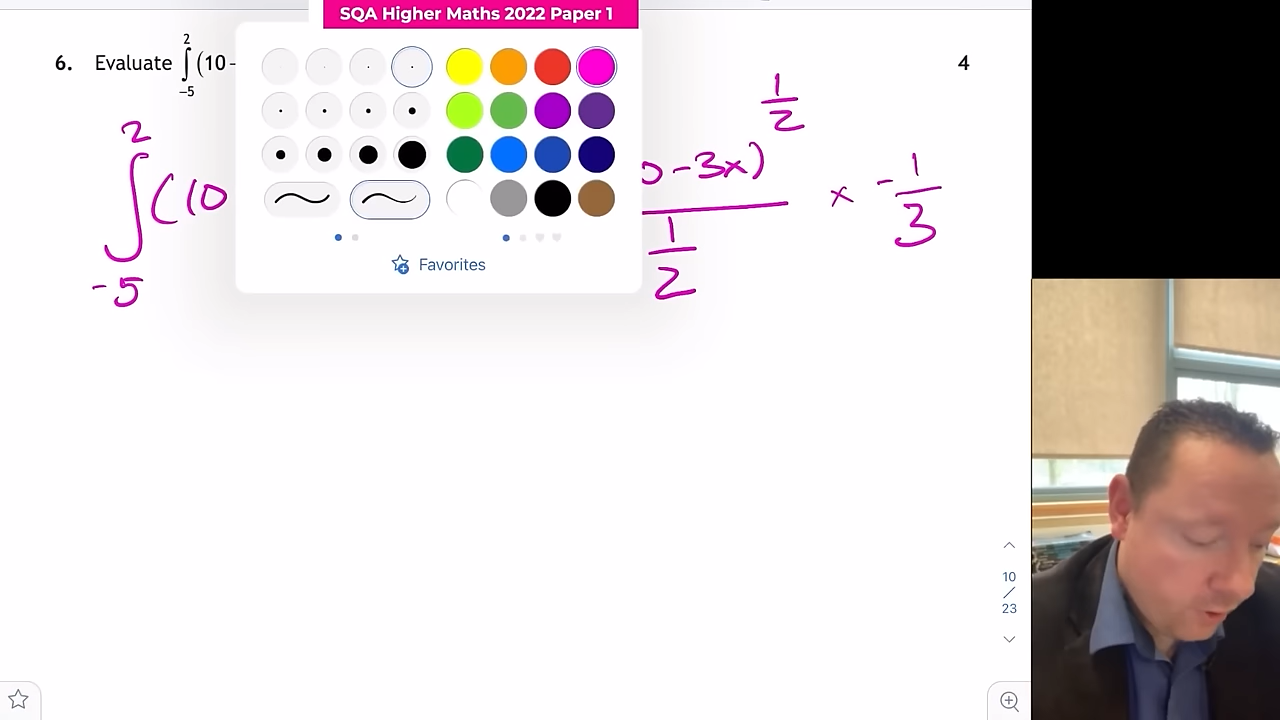 SQA Higher Maths 2022 Paper 1
6. Evaluate ∫ 2 −5 (10− 4
2
∫ (10
-5
0-3x) 1/2
1/2
× -1/3
Favorites
10
/
23